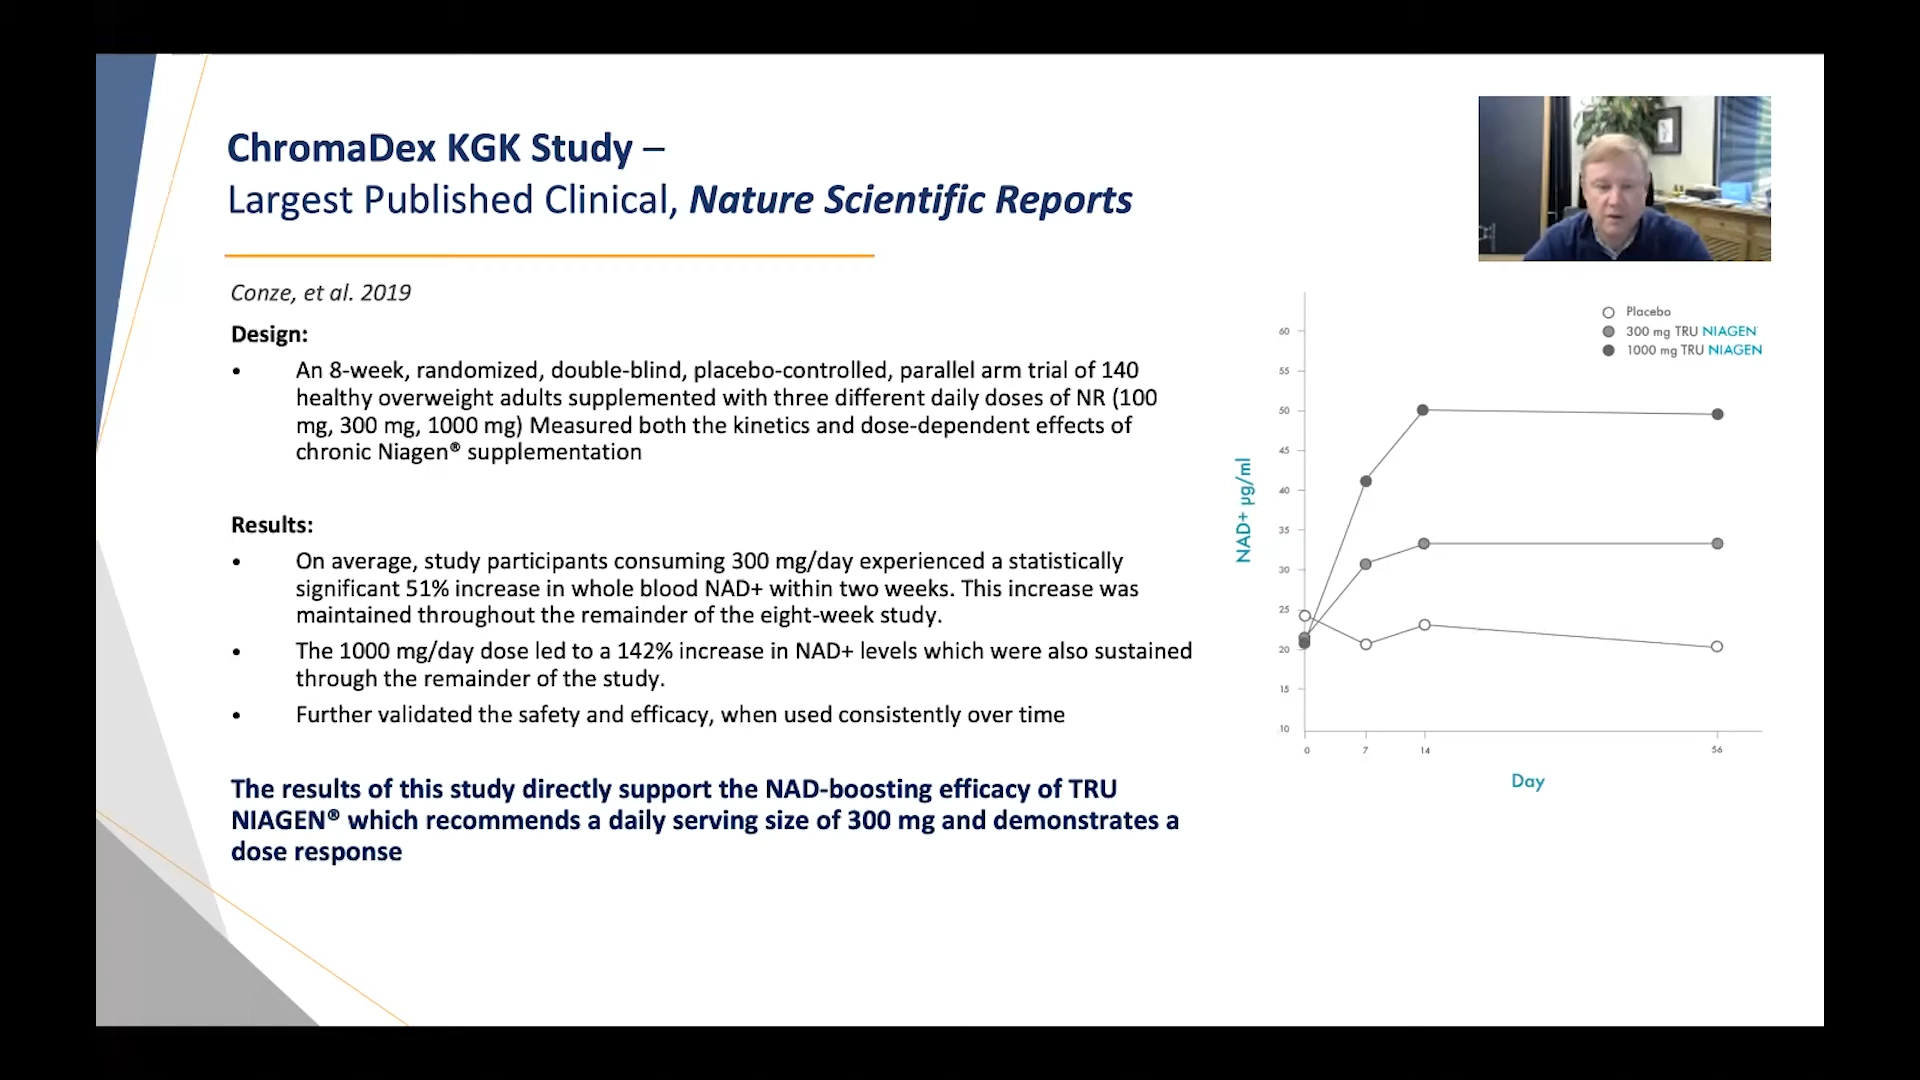 ChromaDex KGK Study –
Largest Published Clinical, Nature Scientific Reports
Conze, et al. 2019
Design:
• An 8-week, randomized, double-blind, placebo-controlled, parallel arm trial of 140
healthy overweight adults supplemented with three different daily doses of NR (100
mg, 300 mg, 1000 mg) Measured both the kinetics and dose-dependent effects of
chronic Niagen® supplementation
Results:
• On average, study participants consuming 300 mg/day experienced a statistically
significant 51% increase in whole blood NAD+ within two weeks. This increase was
maintained throughout the remainder of the eight-week study.
• The 1000 mg/day dose led to a 142% increase in NAD+ levels which were also sustained
through the remainder of the study.
• Further validated the safety and efficacy, when used consistently over time
The results of this study directly support the NAD-boosting efficacy of TRU
NIAGEN® which recommends a daily serving size of 300 mg and demonstrates a
dose response
Placebo
300 mg TRU NIAGEN
1000 mg TRU NIAGEN
NAD+ µg/ml
60
55
50
45
40
35
30
25
20
15
10
0 7 14 56
Day